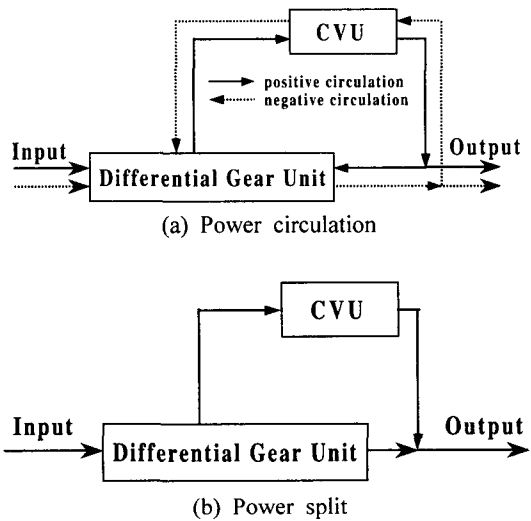 CVU
positive circulation
negative circulation
Input
Output
Differential Gear Unit
(a) Power circulation
CVU
Input
Output
Differential Gear Unit
(b) Power split